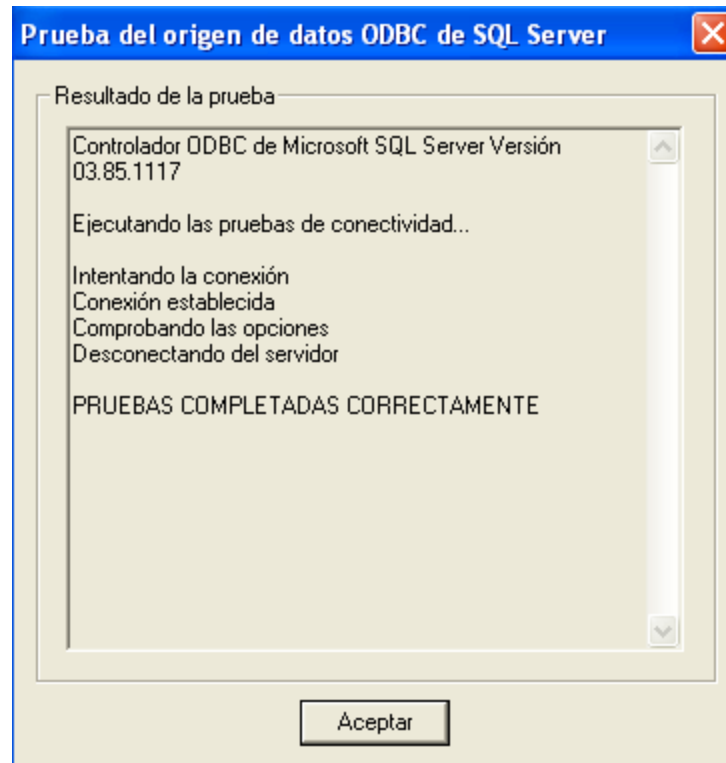 Prueba del origen de datos ODBC de SQL Server
Resultado de la prueba
Controlador ODBC de Microsoft SQL Server Versión
03.85.1117
Ejecutando las pruebas de conectividad...
Intentando la conexión
Conexión establecida
Comprobando las opciones
Desconectando del servidor
PRUEBAS COMPLETADAS CORRECTAMENTE
Aceptar